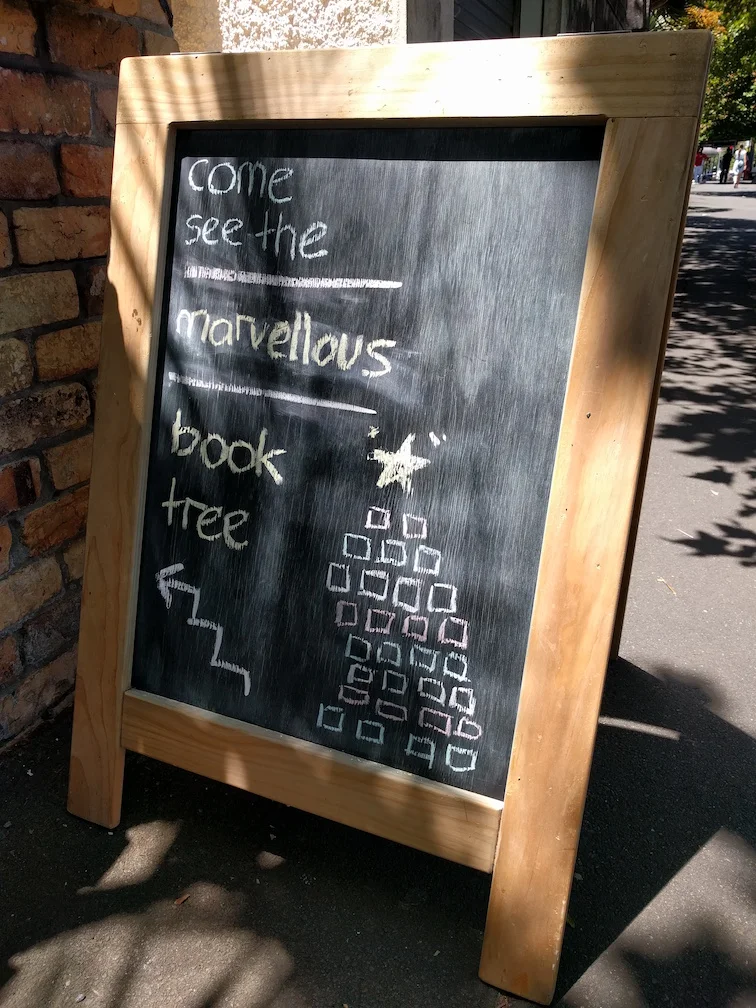 come
see the
marvellous
book
tree